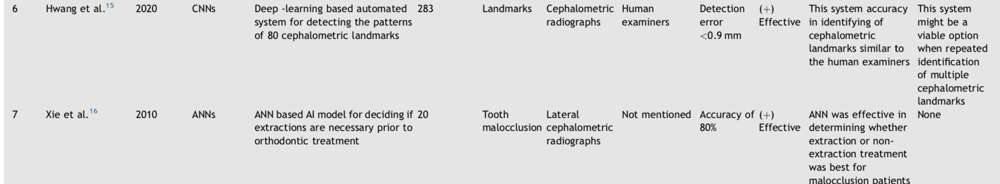 6 Hwang et al.15 2020 CNNs Deep -learning based automated 283 Landmarks Cephalometric Human Detection (+) This system accuracy This system
system for detecting the patterns radiographs examiners error Effective in identifying of might be a
of 80 cephalometric landmarks <0.9 mm cephalometric viable option
landmarks similar to when repeated
the human examiners identification
of multiple
cephalometric
landmarks
7 Xie et al.16 2010 ANNs ANN based AI model for deciding if 20 Tooth Lateral Not mentioned Accuracy of (+) ANN was effective in None
extractions are necessary prior to malocclusion cephalometric 80% Effective determining whether
orthodontic treatment radiographs extraction or non-
extraction treatment
was best for
malocclusion patients